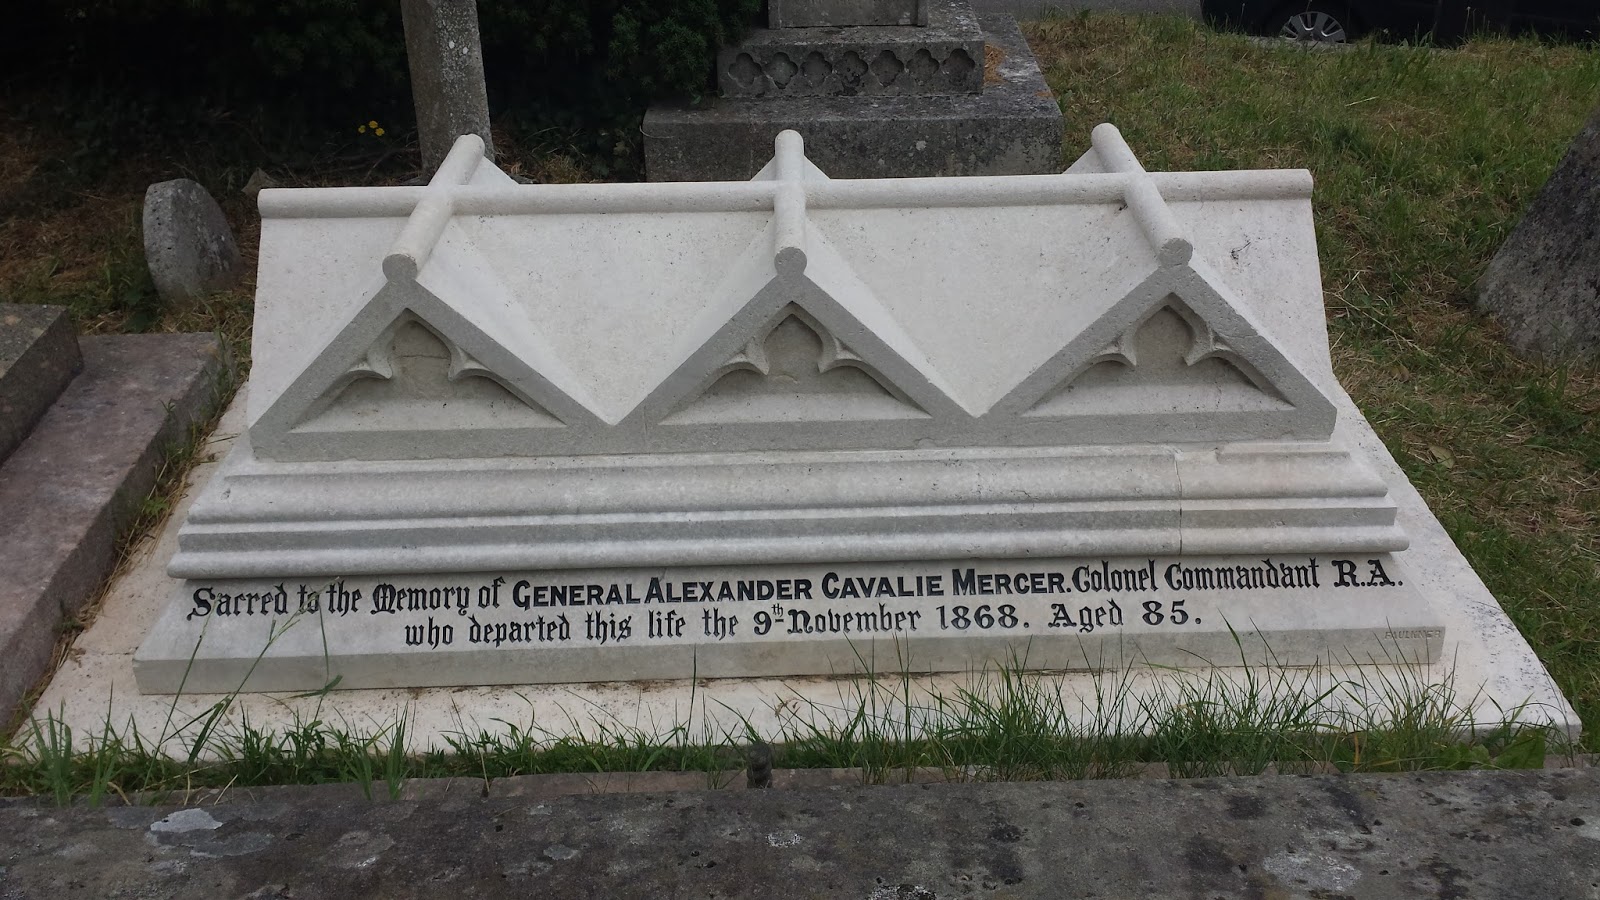 Sacred to the Memory of GENERAL ALEXANDER CAVALIE MERCER. Colonel Commandant R.A.
who departed this life the 9th November 1868. Aged 85.